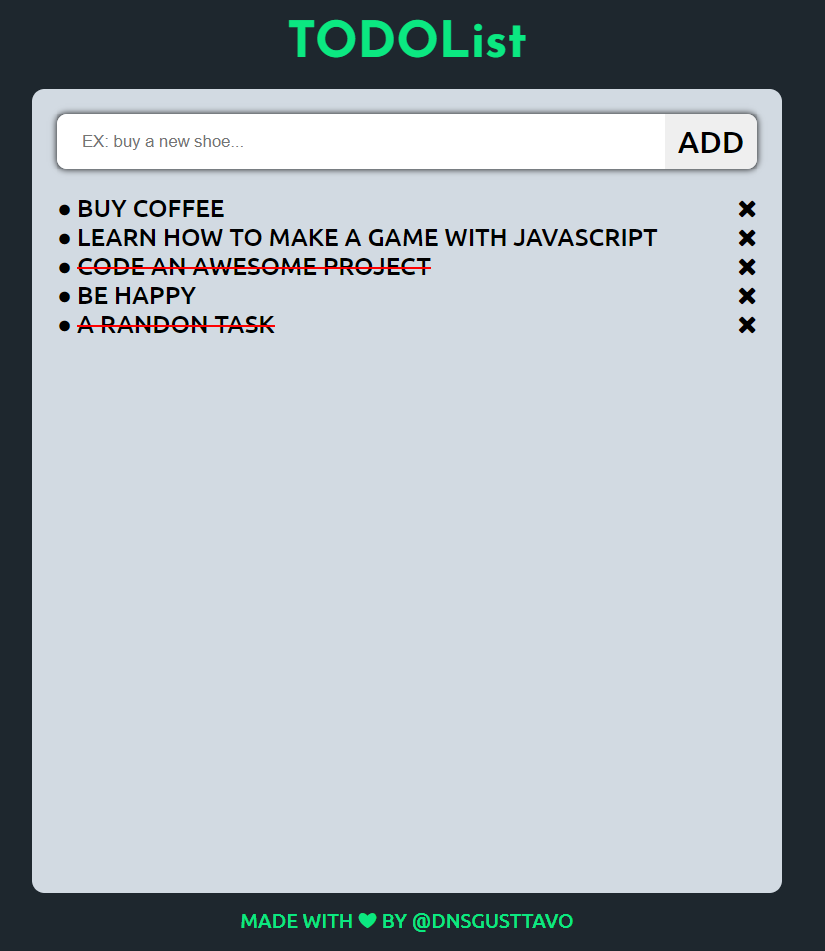 TODOList
EX: buy a new shoe...
ADD
● BUY COFFEE ✖
● LEARN HOW TO MAKE A GAME WITH JAVASCRIPT ✖
● CODE AN AWESOME PROJECT ✖
● BE HAPPY ✖
● A RANDON TASK ✖
MADE WITH ♥ BY @DNSGUSTTAVO